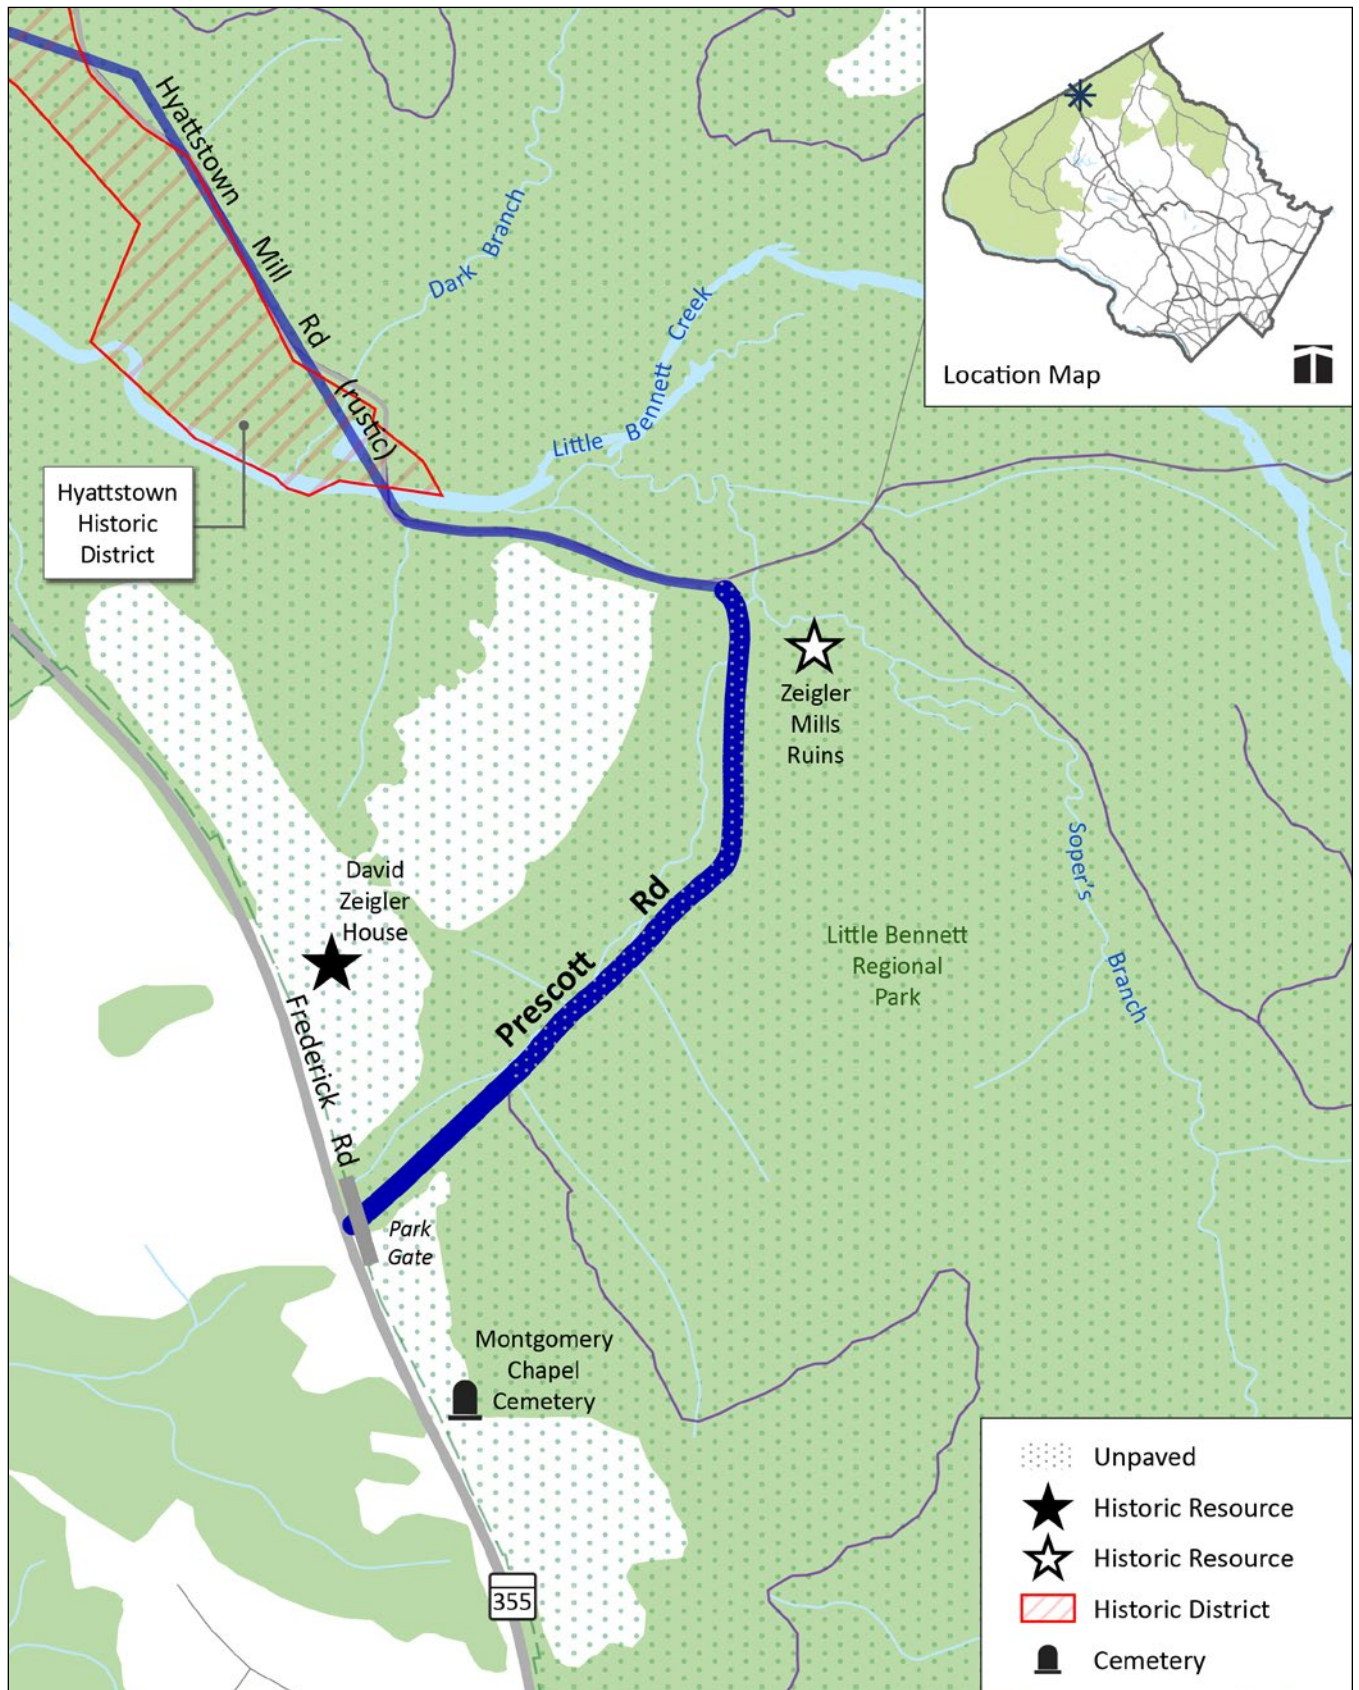 Hyattstown
Mill
Rd
(rustic)
Dark Branch
Little Bennett Creek
Location Map
Hyattstown
Historic
District
Zeigler
Mills
Ruins
David
Zeigler
House
Prescott Rd
Soper's
Branch
Little Bennett
Regional
Park
Frederick Rd
Park
Gate
Montgomery
Chapel
Cemetery
355
Unpaved
Historic Resource
Historic Resource
Historic District
Cemetery